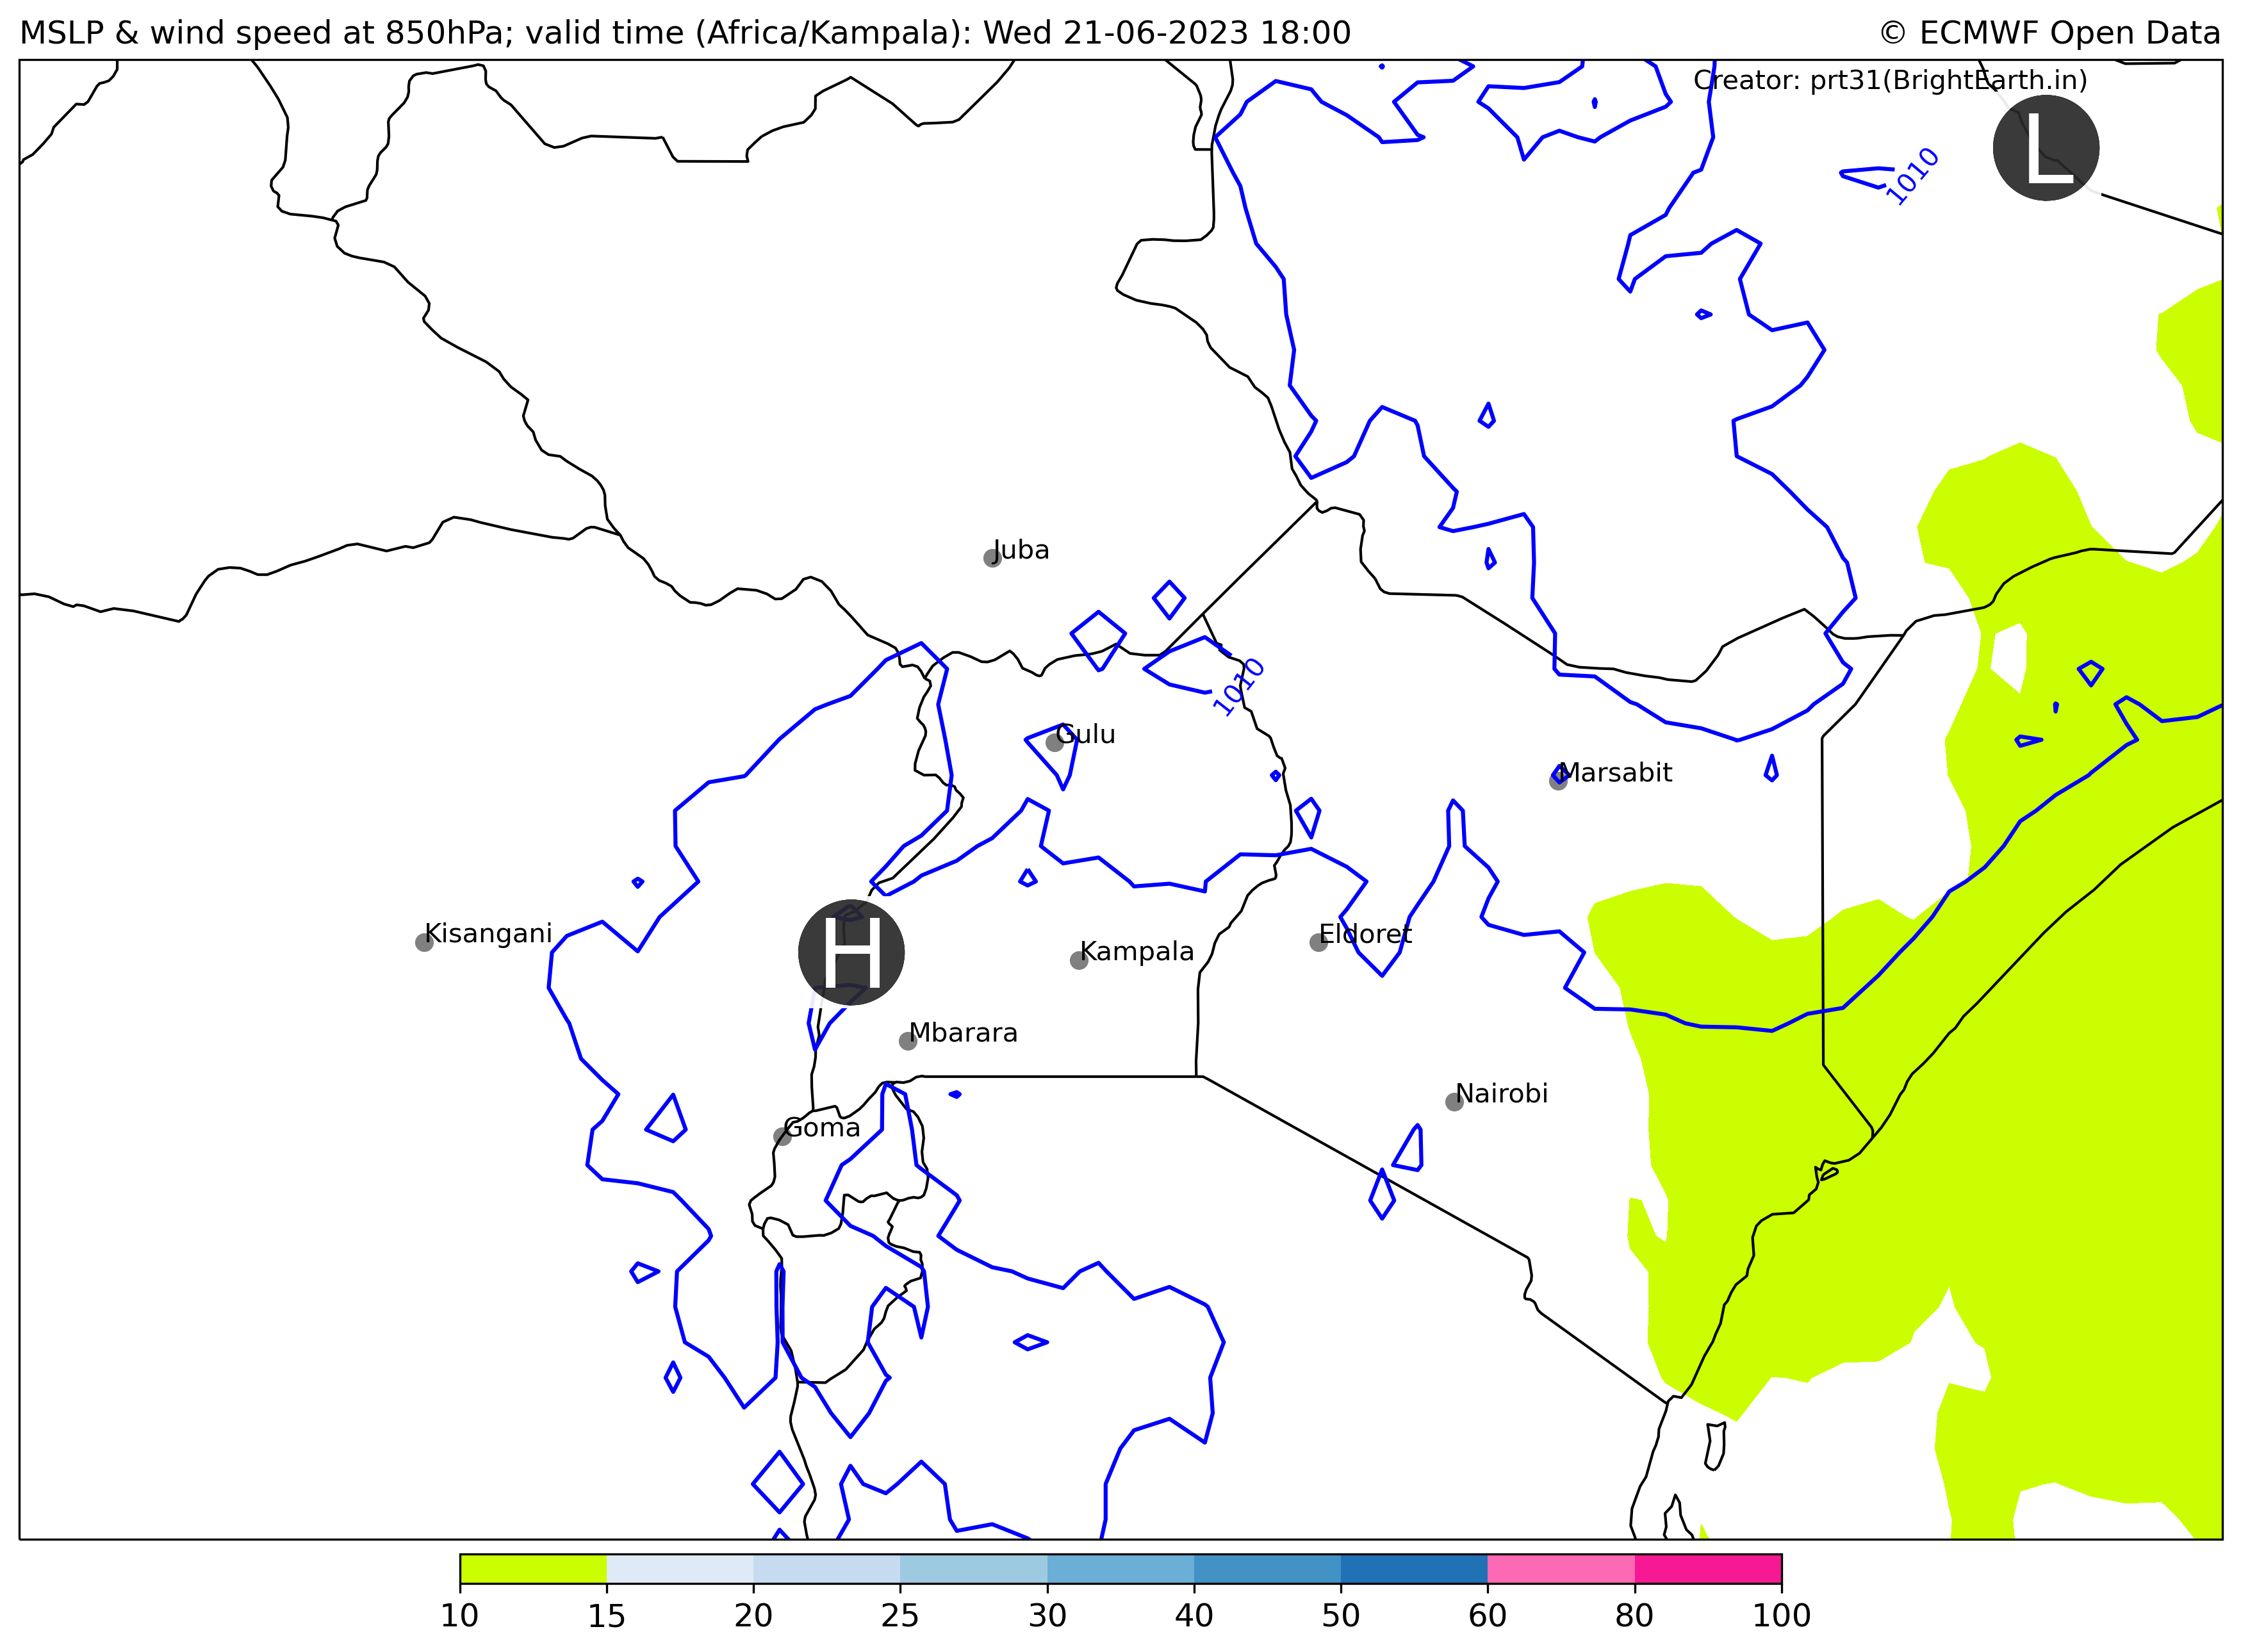 MSLP & wind speed at 850hPa; valid time (Africa/Kampala): Wed 21-06-2023 18:00
© ECMWF Open Data
Creator: prt31(BrightEarth.in)
L
1010
Juba
1010
Gulu
Marsabit
Kisangani
H
Kampala
Eldoret
Mbarara
Nairobi
Goma
10 15 20 25 30 40 50 60 80 100